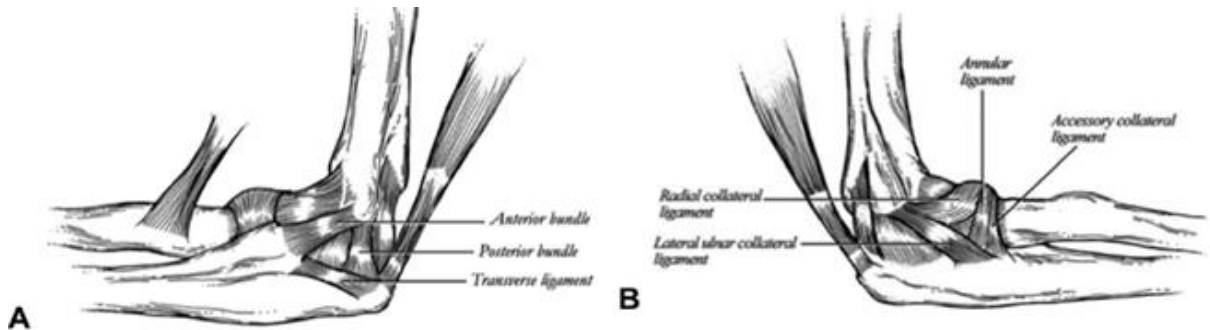 Anterior bundle
Posterior bundle
Transverse ligament
A
Annular
ligament
Accessory collateral
ligament
Radial collateral
ligament
Lateral ulnar collateral
ligament
B